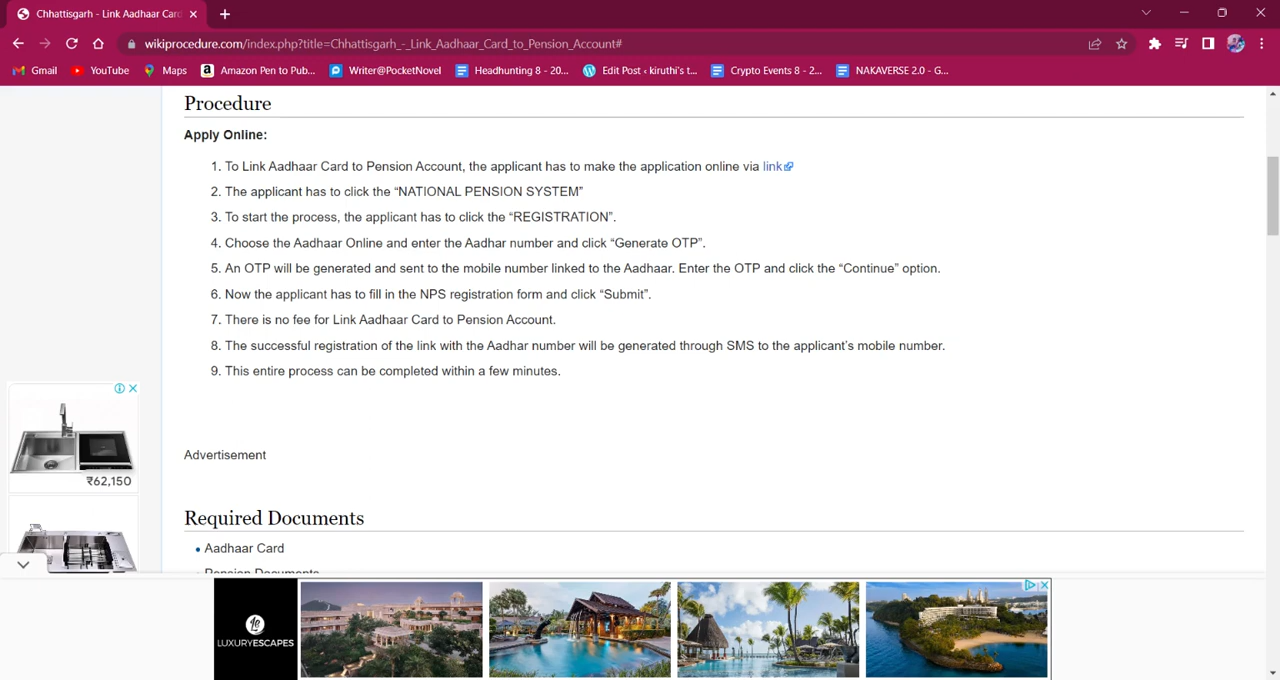 Chhattisgarh - Link Aadhaar Card
wikiprocedure.com/index.php?title=Chhattisgarh_-_Link_Aadhaar_Card_to_Pension_Account#
Gmail YouTube Maps Amazon Pen to Pub... Writer@PocketNovel Headhunting 8 - 20... Edit Post ‹ kiruthi's t... Crypto Events 8 - 2... NAKAVERSE 2.0 - G...
Procedure
Apply Online:
1. To Link Aadhaar Card to Pension Account, the applicant has to make the application online via link
2. The applicant has to click the “NATIONAL PENSION SYSTEM”
3. To start the process, the applicant has to click the “REGISTRATION”.
4. Choose the Aadhaar Online and enter the Aadhar number and click “Generate OTP”.
5. An OTP will be generated and sent to the mobile number linked to the Aadhaar. Enter the OTP and click the “Continue” option.
6. Now the applicant has to fill in the NPS registration form and click “Submit”.
7. There is no fee for Link Aadhaar Card to Pension Account.
8. The successful registration of the link with the Aadhar number will be generated through SMS to the applicant’s mobile number.
9. This entire process can be completed within a few minutes.
₹62,150
Advertisement
Required Documents
Aadhaar Card
Pension Documents
LUXURYESCAPES